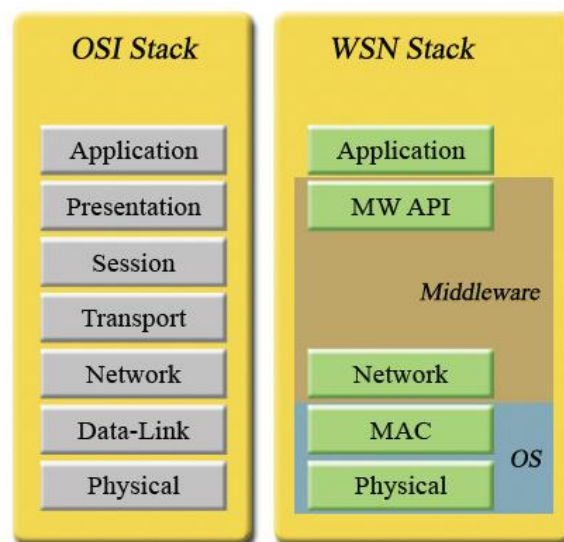 OSI Stack
Application
Presentation
Session
Transport
Network
Data-Link
Physical
WSN Stack
Application
MW API
Middleware
Network
MAC
OS
Physical